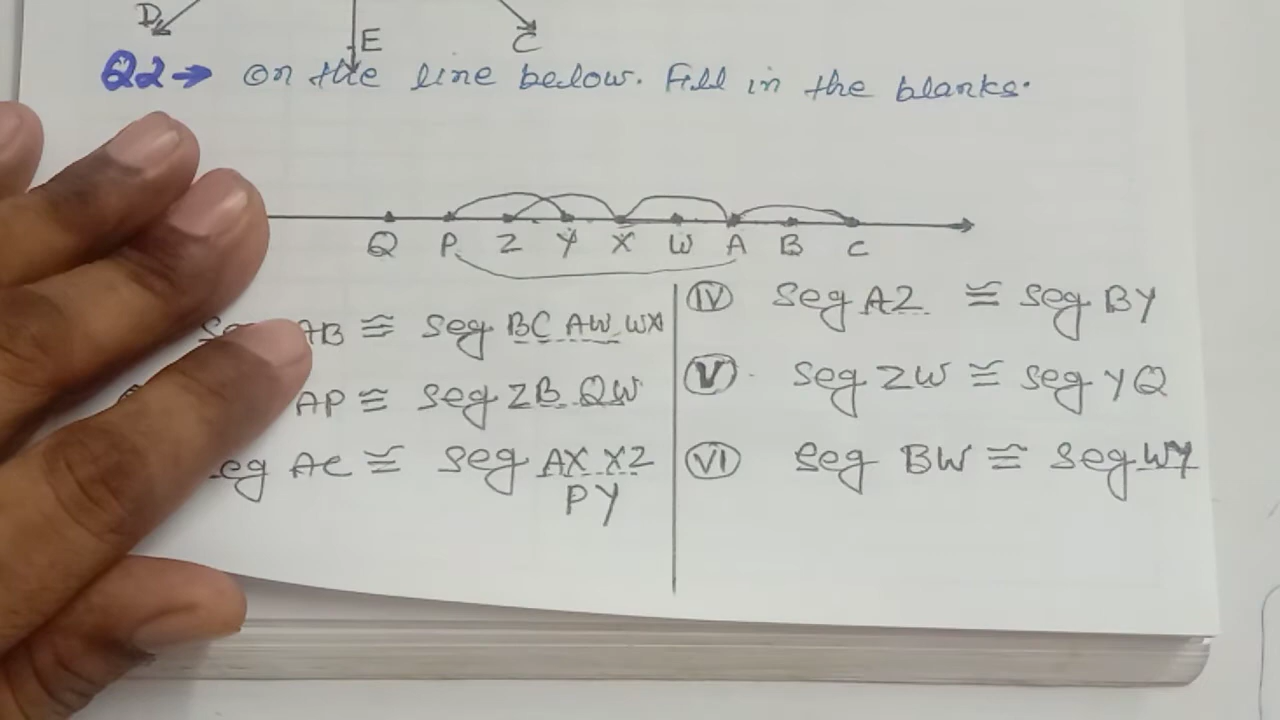 D
E
C
Q2→ on the line below. Fill in the blanks.
Q P Z Y X W A B C
AB ≅ seg BC AW WX
AP ≅ seg ZB QW
seg AC ≅ seg AX XZ
PY
IV seg AZ ≅ seg BY
V seg ZW ≅ seg YQ
VI seg BW ≅ seg WY